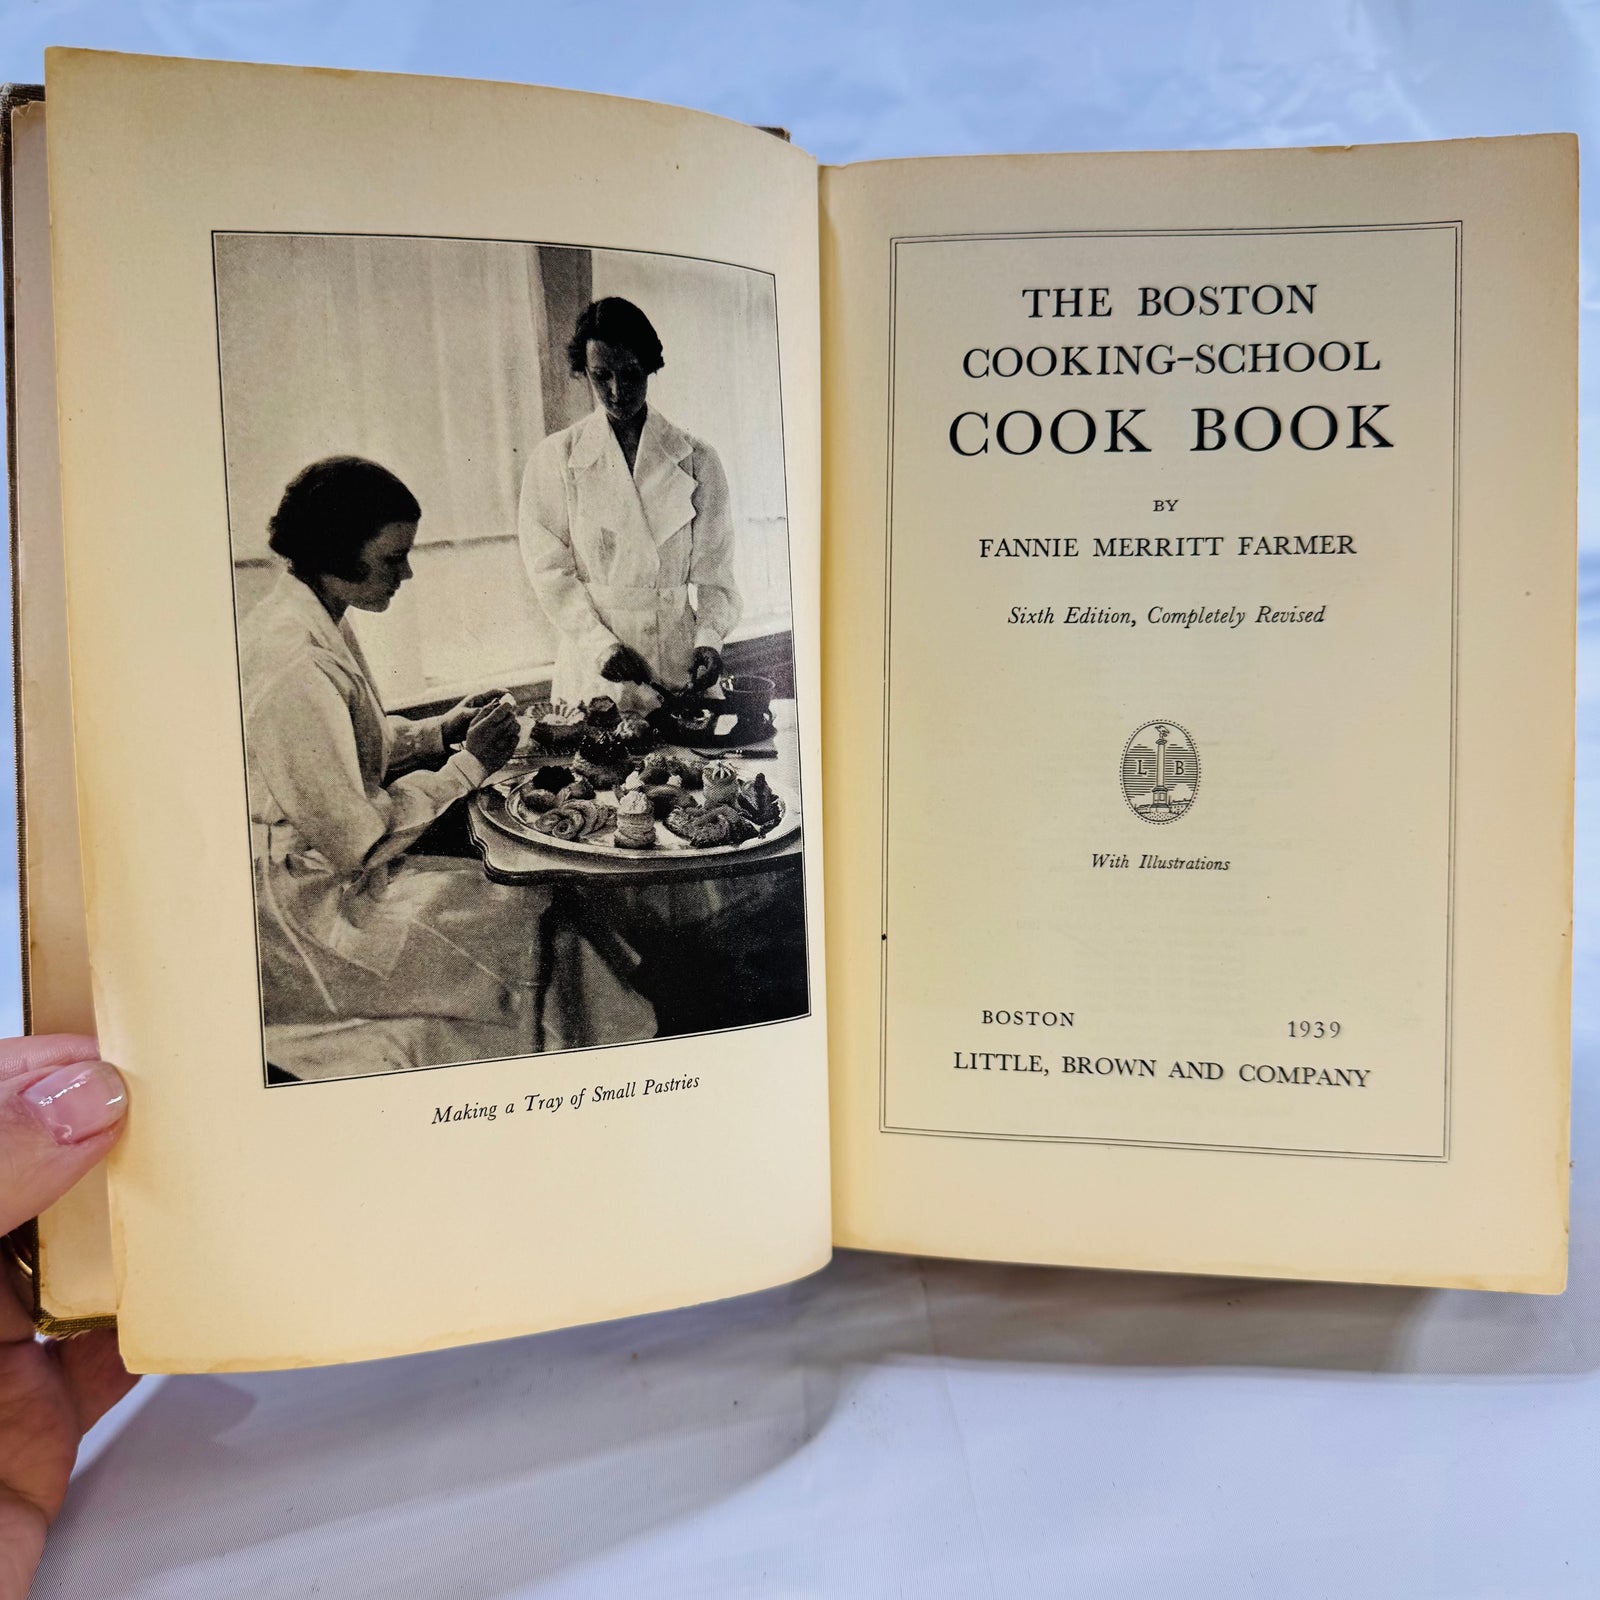 Making a Tray of Small Pastries
THE BOSTON
COOKING-SCHOOL
COOK BOOK
BY
FANNIE MERRITT FARMER
Sixth Edition, Completely Revised
L B
With Illustrations
BOSTON 1939
LITTLE, BROWN AND COMPANY